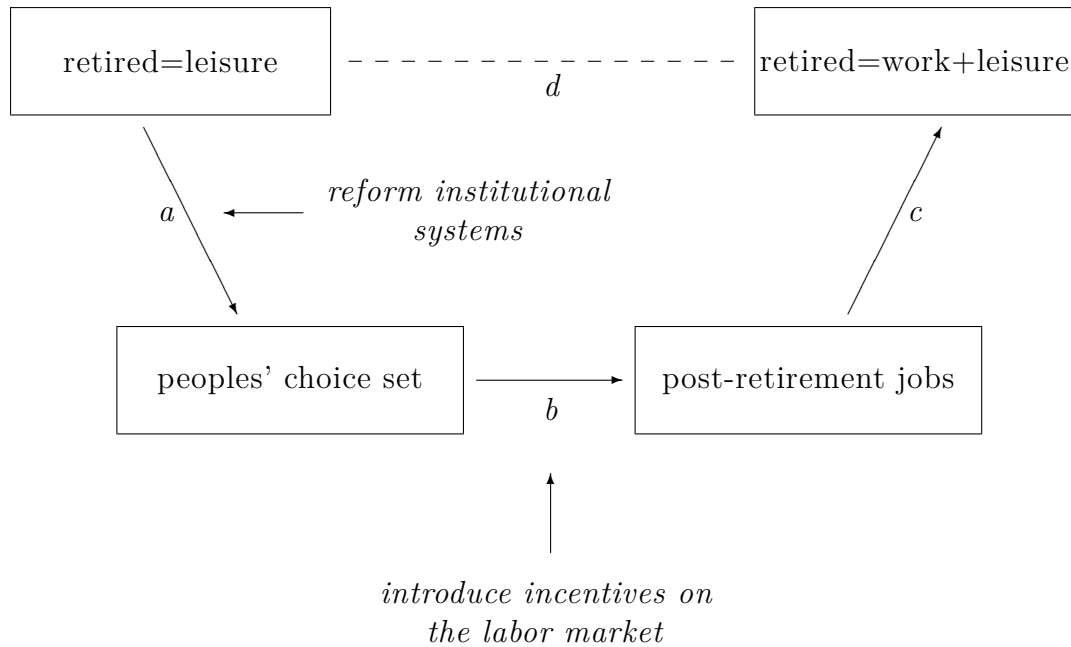 retired=leisure
retired=work+leisure
d
reform institutional
systems
a
c
peoples' choice set
post-retirement jobs
b
introduce incentives on
the labor market